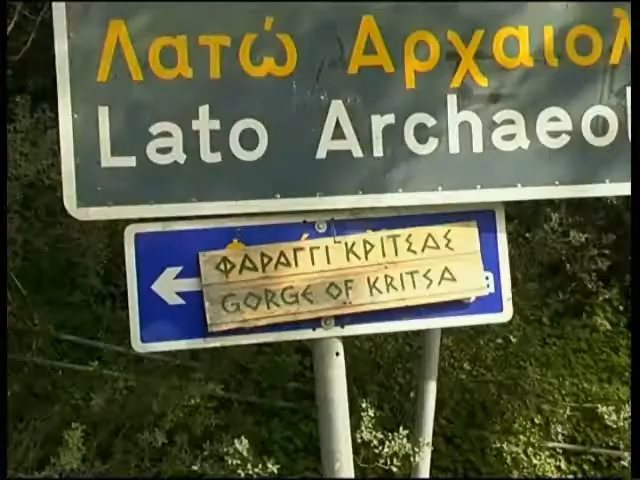 Λατώ Αρχαιολ
Lato Archaeol
ΦΑΡΑΓΓΙ ΚΡΙΤΣΑΣ
GORGE OF KRITSA